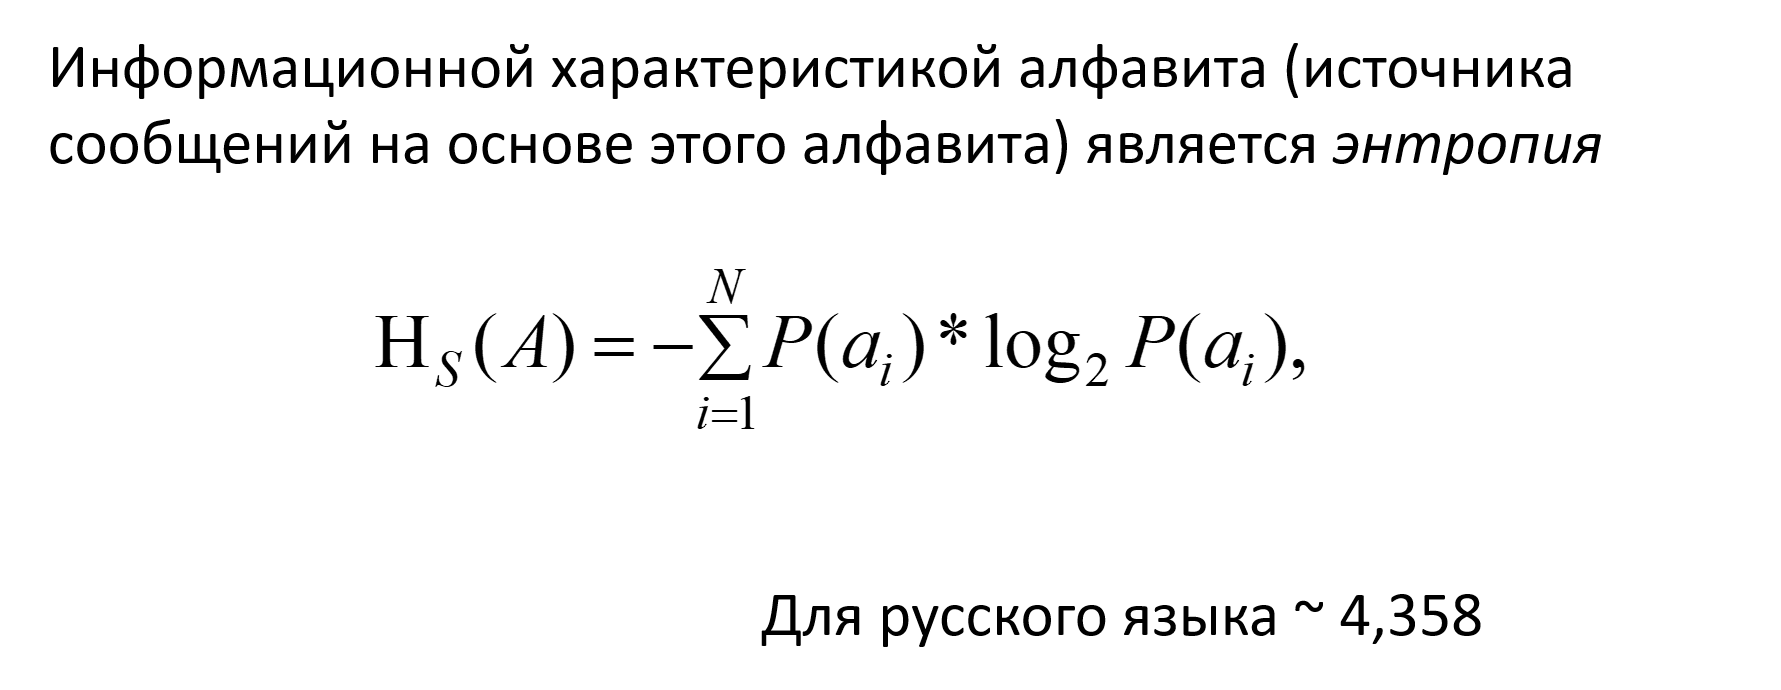 Информационной характеристикой алфавита (источника
сообщений на основе этого алфавита) является энтропия
H_S(A) = −∑_{i=1}^{N} P(a_i) * log_2 P(a_i),
Для русского языка ~ 4,358